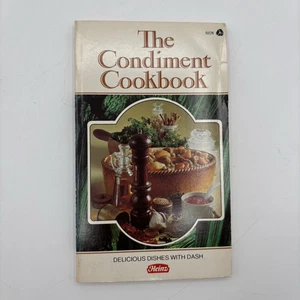 The
Condiment
Cookbook
DELICIOUS DISHES WITH DASH
Heinz